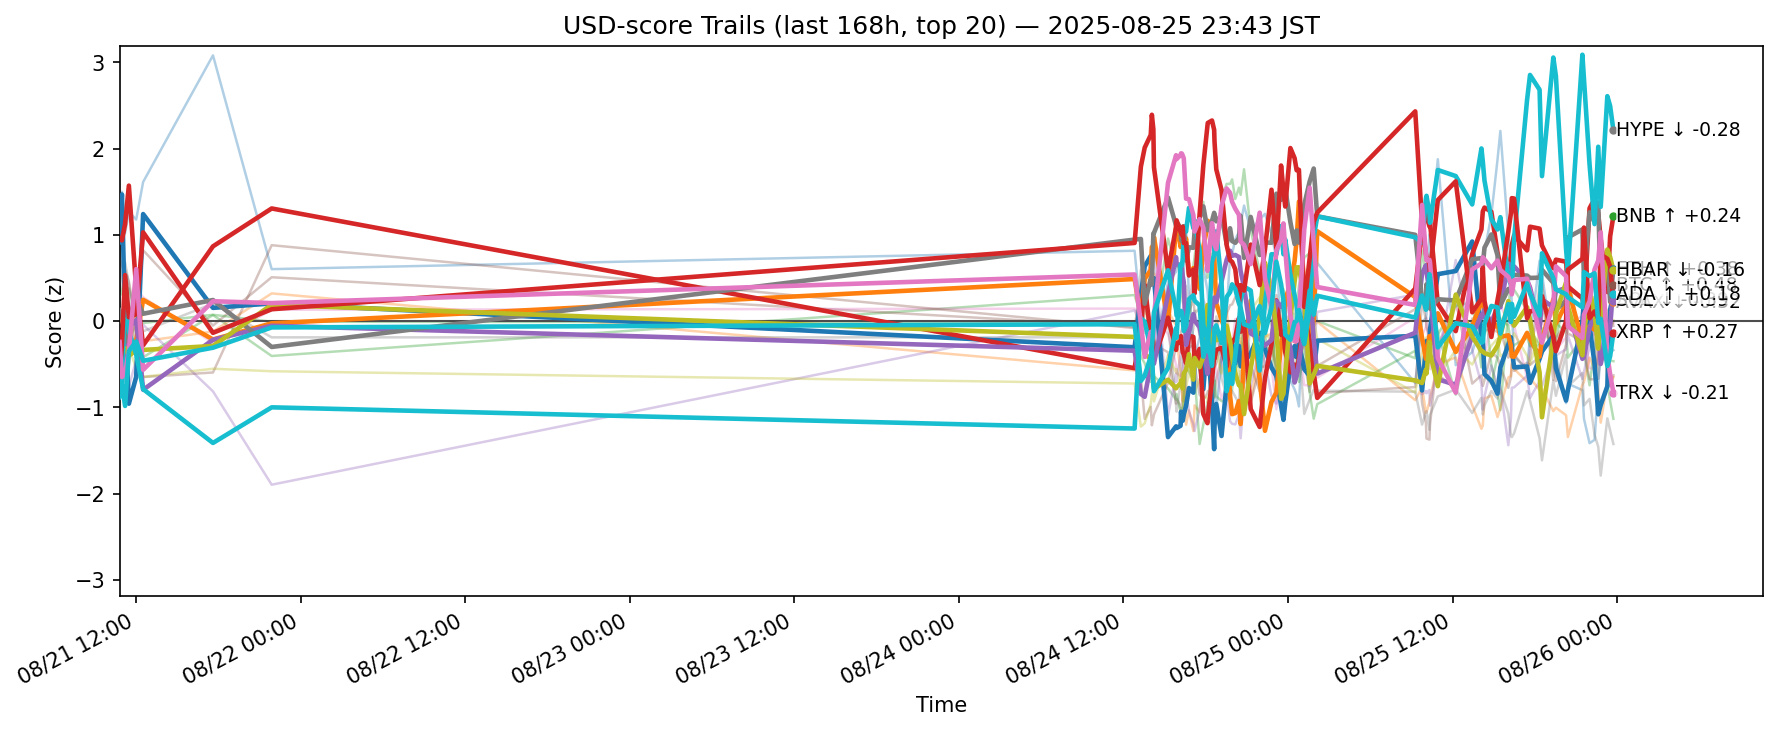 USD-score Trails (last 168h, top 20) — 2025-08-25 23:43 JST
Score (z)
3
2
1
0
−1
−2
−3
HYPE ↓ -0.28
BNB ↑ +0.24
HBAR ↓ -0.16
ADA ↑ +0.18
XRP ↑ +0.27
TRX ↓ -0.21
08/21 12:00
08/22 00:00
08/22 12:00
08/23 00:00
08/23 12:00
08/24 00:00
08/24 12:00
08/25 00:00
08/25 12:00
08/26 00:00
Time